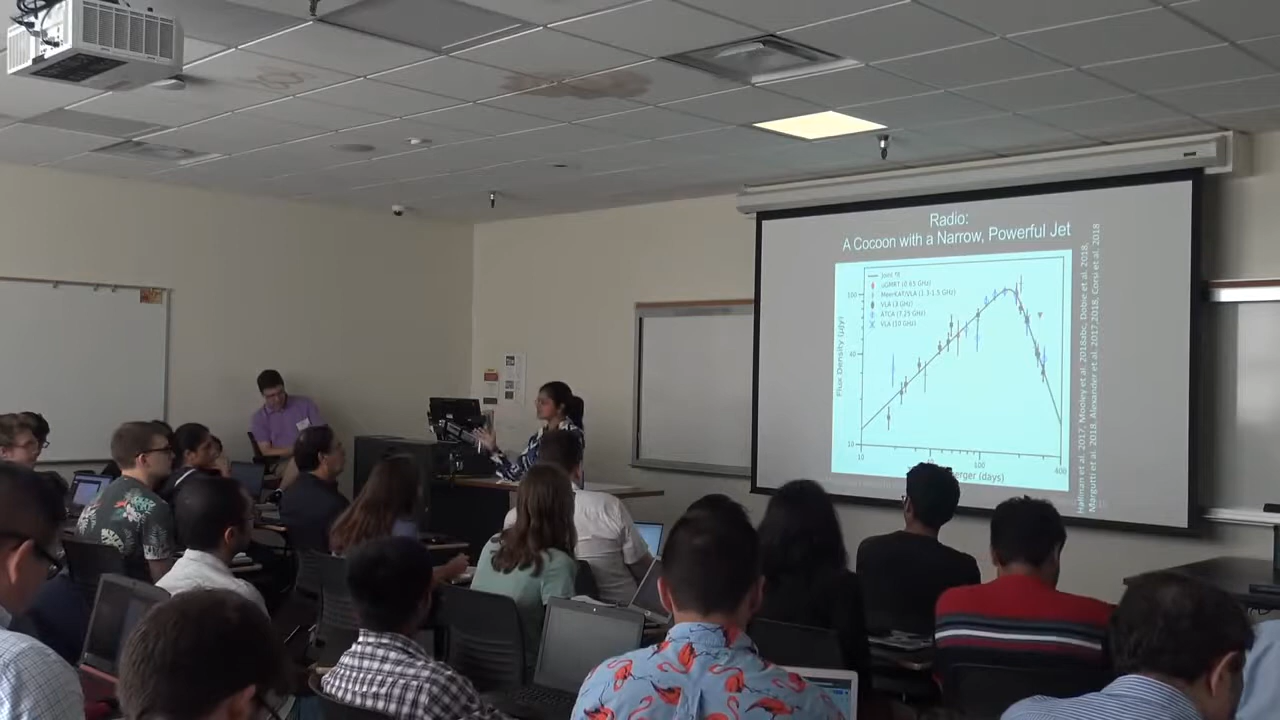 Radio:
A Cocoon with a Narrow, Powerful Jet
Joint fit
uGMRT (0.65 GHz)
MeerKAT/VLA (1.3-1.5 GHz)
VLA (3 GHz)
ATCA (7.25 GHz)
VLA (10 GHz)
Flux Density (μJy)
100
40
10
10
40
100
400
erger (days)
Hallinan et al. 2017, Mooley et al. 2018abc, Dobie et al. 2018,
Margutti et al. 2018, Alexander et al. 2017,2018, Corsi et al. 2018